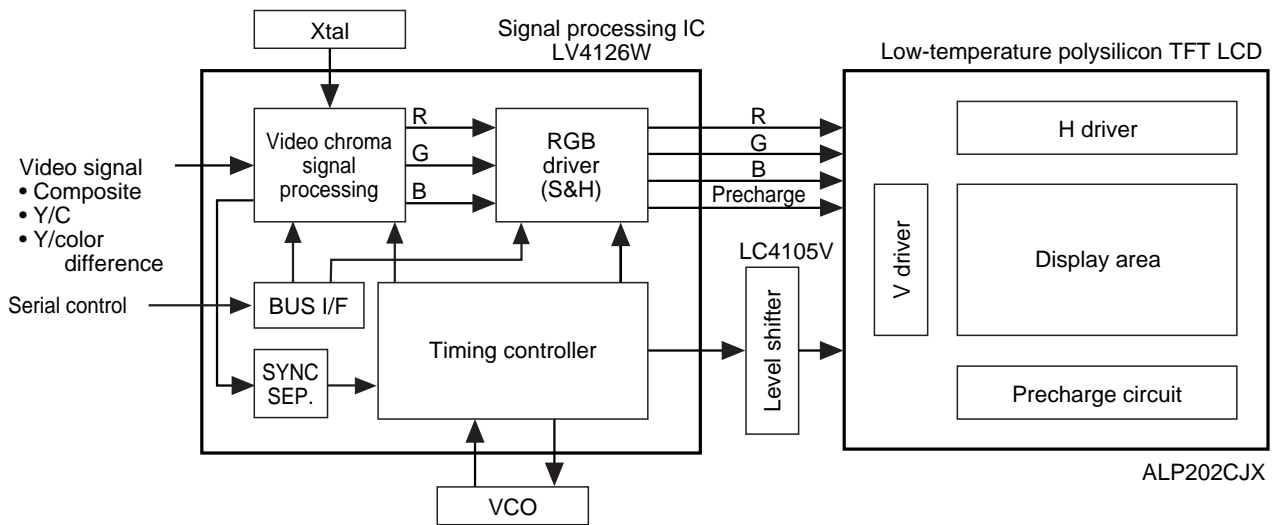 Xtal
Signal processing IC
LV4126W
Low-temperature polysilicon TFT LCD
Video chroma
signal
processing
R
G
B
RGB
driver
(S&H)
R
G
B
Precharge
H driver
Video signal
• Composite
• Y/C
• Y/color
difference
V driver
Display area
LC4105V
Serial control
BUS I/F
Timing controller
Level shifter
SYNC
SEP.
Precharge circuit
VCO
ALP202CJX